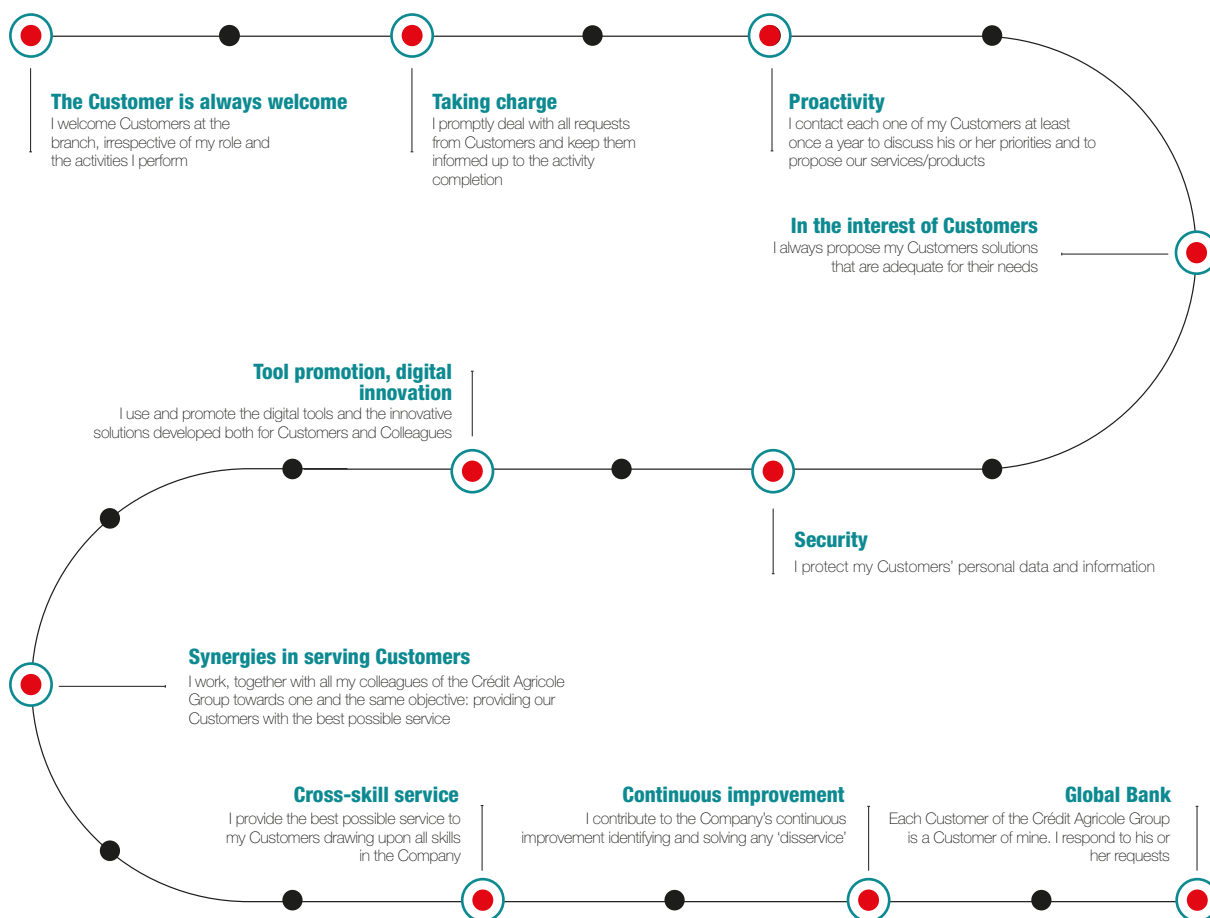 The Customer is always welcome
I welcome Customers at the
branch, irrespective of my role and
the activities I perform
Taking charge
I promptly deal with all requests
from Customers and keep them
informed up to the activity
completion
Proactivity
I contact each one of my Customers at least
once a year to discuss his or her priorities and to
propose our services/products
In the interest of Customers
I always propose my Customers solutions
that are adequate for their needs
Tool promotion, digital
innovation
I use and promote the digital tools and the innovative
solutions developed both for Customers and Colleagues
Security
I protect my Customers' personal data and information
Synergies in serving Customers
I work, together with all my colleagues of the Crédit Agricole
Group towards one and the same objective: providing our
Customers with the best possible service
Cross-skill service
I provide the best possible service to
my Customers drawing upon all skills
in the Company
Continuous improvement
I contribute to the Company's continuous
improvement identifying and solving any 'disservice'
Global Bank
Each Customer of the Crédit Agricole Group
is a Customer of mine. I respond to his or
her requests